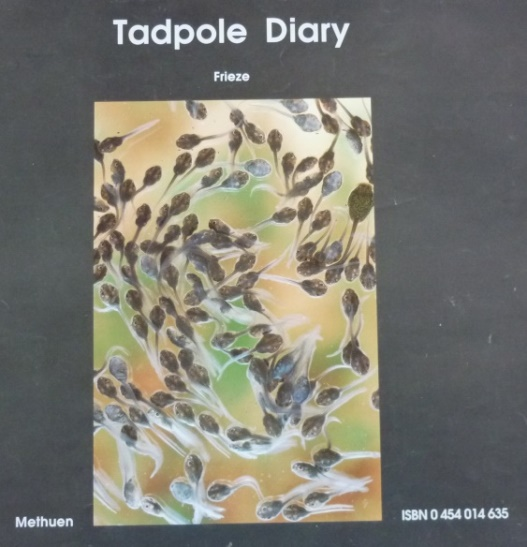 Tadpole Diary
Frieze
Methuen
ISBN 0 454 014 635